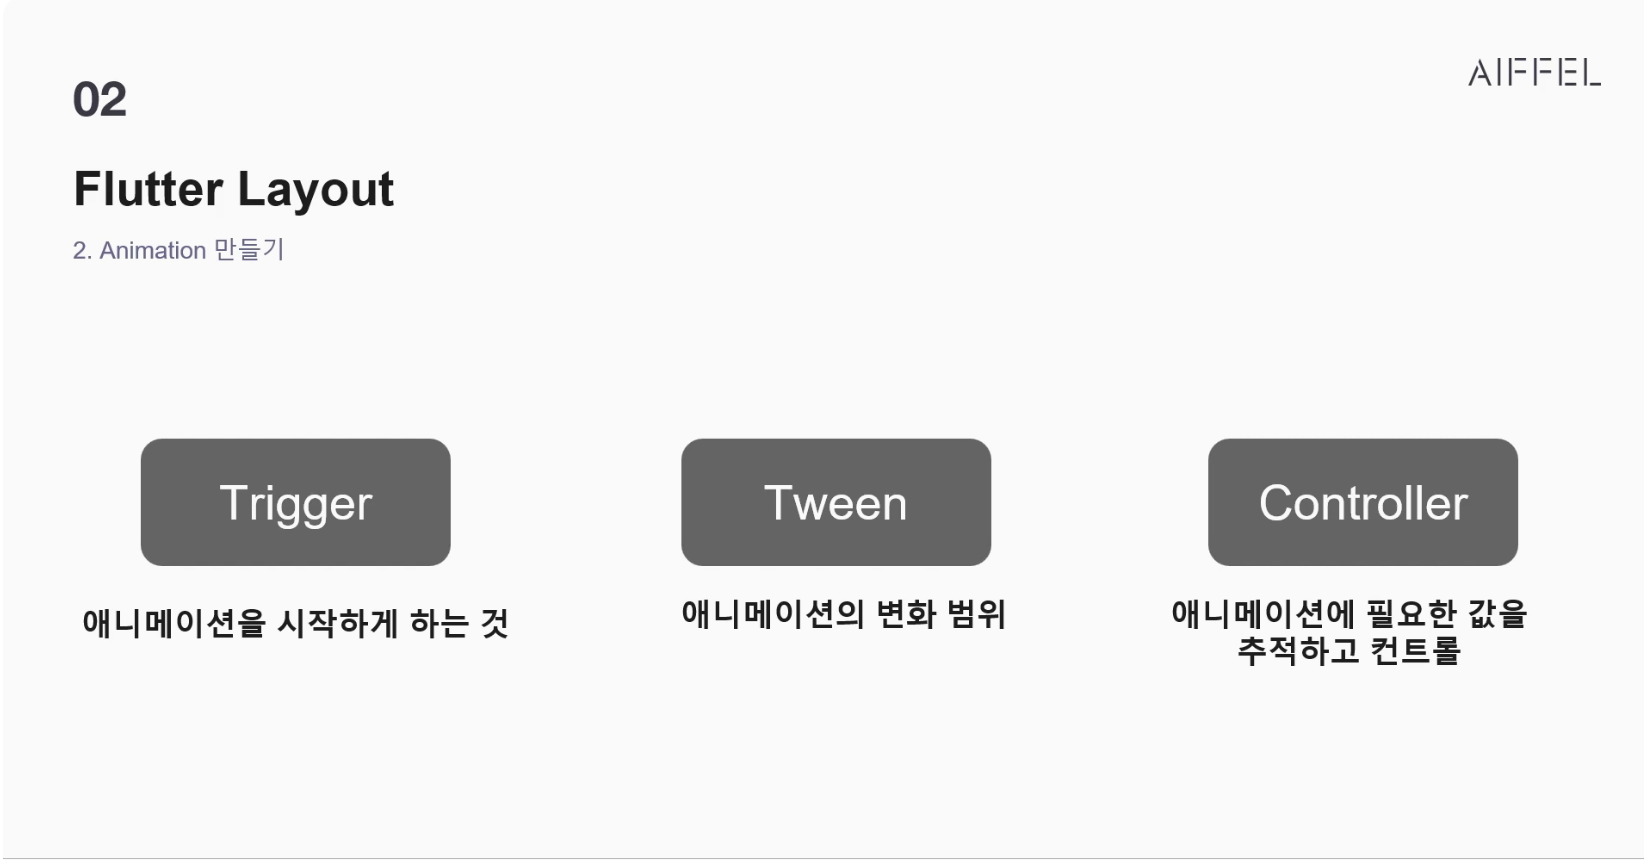 AIFFEL
02
Flutter Layout
2. Animation 만들기
Trigger
Tween
Controller
애니메이션을 시작하게 하는 것
애니메이션의 변화 범위
애니메이션에 필요한 값을
추적하고 컨트롤